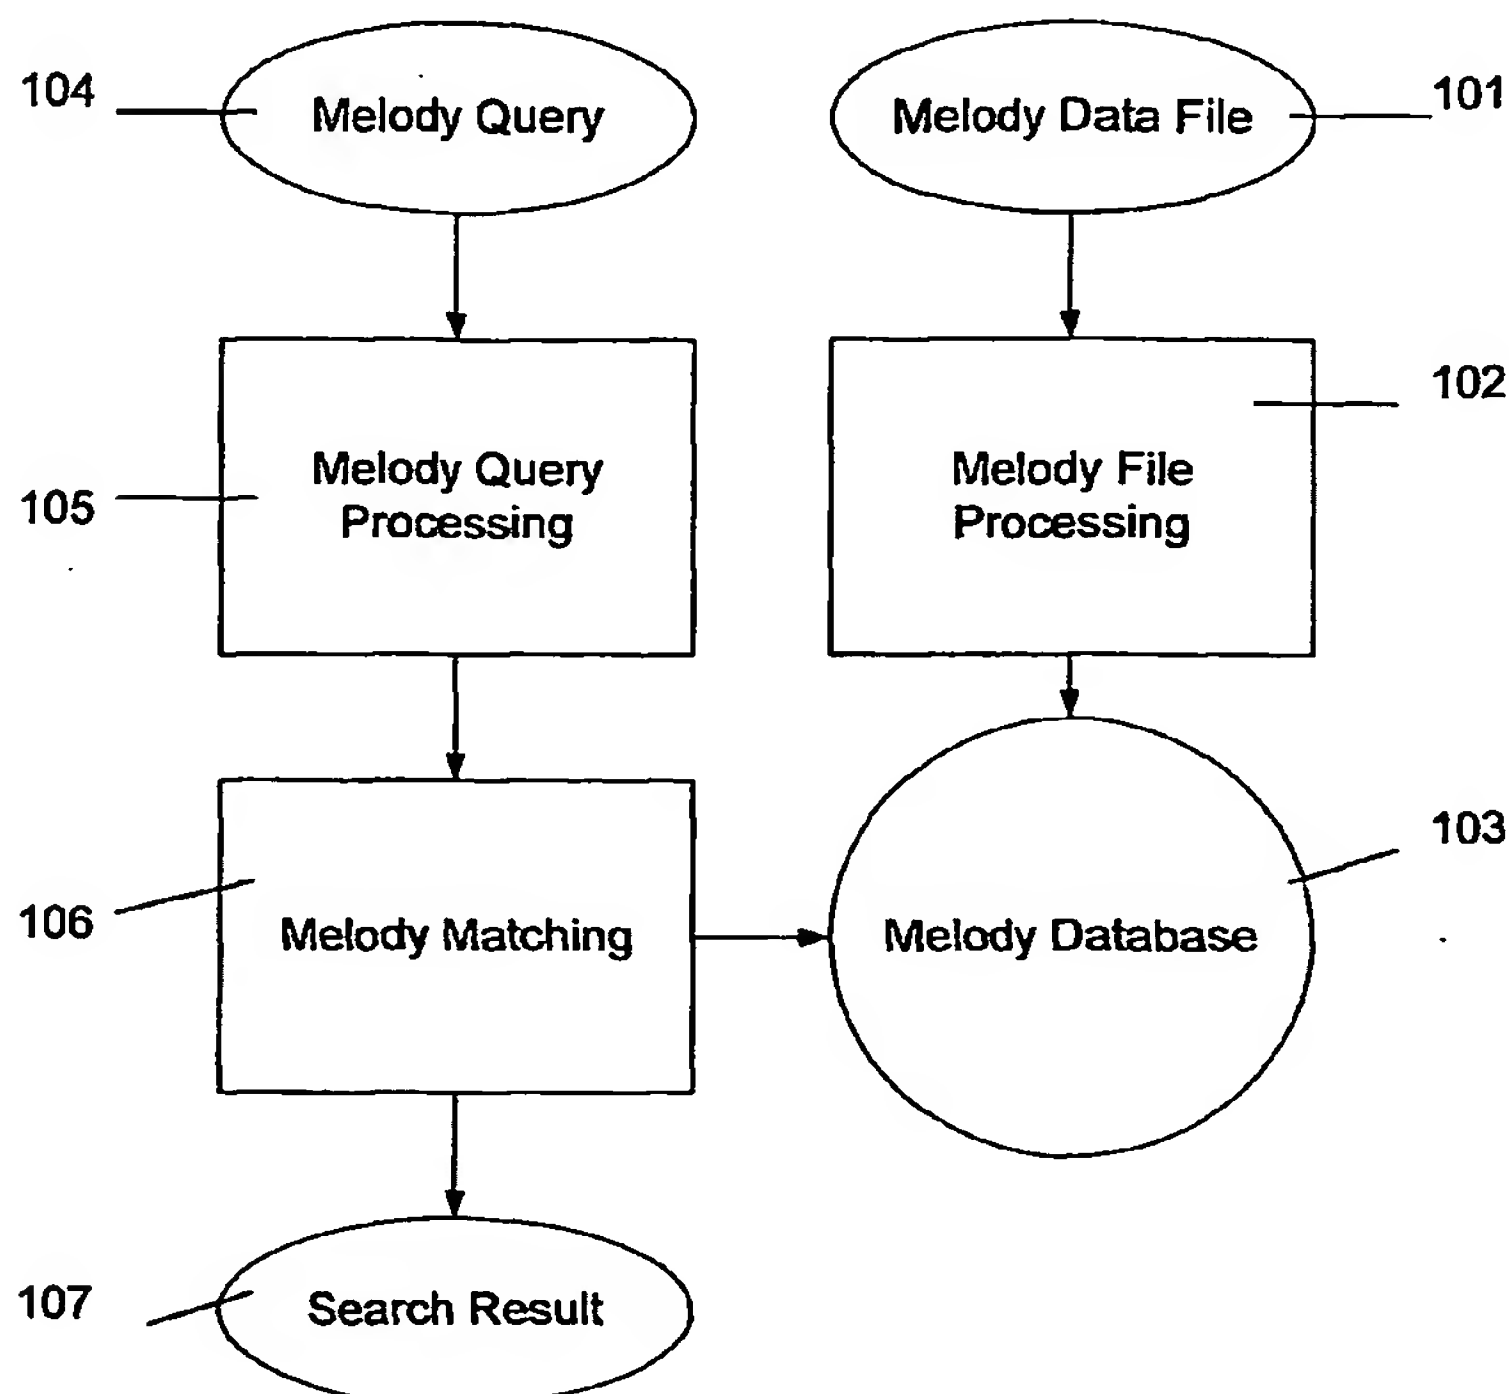 104
Melody Query
Melody Data File
101
105
Melody Query
Processing
Melody File
Processing
102
106
Melody Matching
Melody Database
103
107
Search Result